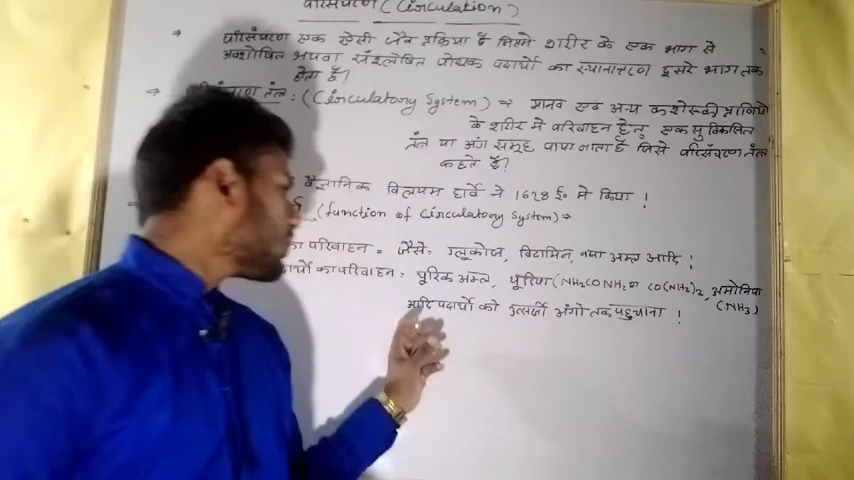 परिसंचरण (Circulation)
⇒ परिसंचरण एक ऐसी जैव प्रक्रिया है जिसमे शरीर के एक भाग से
अवशोषित अथवा संश्लेषित पोषक पदार्थो का स्थानान्तरण दूसरे भाग तक
होता है।
तंत्र : (Circulatory System) ⇒ मानव एवं अन्य कशेरूकी प्राणियो
के शरीर मे परिवहन हेतु एक सुविकसित
तंत्र या अंग समूह पाया जाता है जिसे परिसंचरण तंत्र
कहते है।
वैज्ञानिक विलियम हार्वे ने 1628 ई० मे किया !
(function of Circulatory System) ⇒
का परिवहन = जैसे: ग्लूकोज, विटामिन, वसा अम्ल आदि !
पदार्थो का परिवहन : यूरिक अम्ल, यूरिया (NH₂CONH₂ या CO(NH₂)₂, अमोनिया
(NH₃)
आदि पदार्थो को उत्सर्जी अंगो तक पहुचाना !